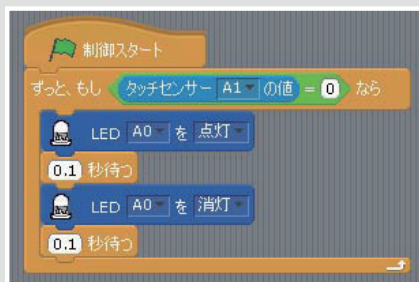 制御スタート
ずっと、もし タッチセンサー A1 の値 = 0 なら
LED A0 を 点灯
0.1 秒待つ
LED A0 を 消灯
0.1 秒待つ